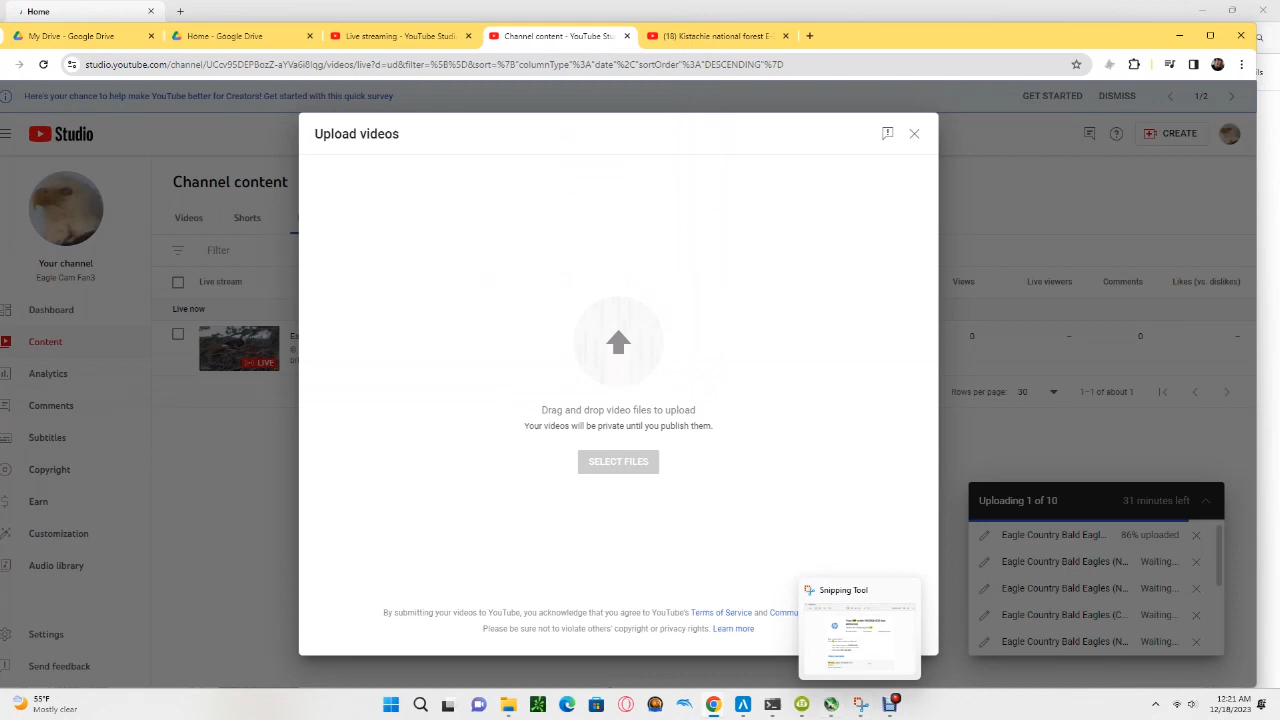 Home
My Drive - Google Drive
Home - Google Drive
Live streaming - YouTube Studi
Channel content - YouTube Stu
(18) Kistachie national forest E-
studio.youtube.com/channel/UCcv95DEPBozZ-aYVa6i8Iqg/videos/live?d=ud&filter=%5B%5D&sort=%7B"columnType"%3A"date"%2C"sortOrder"%3A"DESCENDING"%7D
Here's your chance to help make YouTube better for Creators! Get started with this quick survey
GET STARTED
DISMISS
1/2
Studio
CREATE
Upload videos
Channel content
Videos
Shorts
Filter
Your channel
Eagle Cam Fan3
Live stream
Views
Live viewers
Comments
Likes (vs. dislikes)
Live now
LIVE
0
–
0
–
Rows per page:
30
1–1 of about 1
Dashboard
Content
Analytics
Comments
Subtitles
Copyright
Earn
Customization
Audio library
Settings
Send feedback
Drag and drop video files to upload
Your videos will be private until you publish them.
SELECT FILES
Uploading 1 of 10
31 minutes left
Eagle Country Bald Eagl...
86% uploaded
Eagle Country Bald Eagles (N...
Waiting...
Eagle Country Bald Eagles (N...
Waiting...
Eagle Country Bald Eagles (C...
Waiting...
Eagle Country Bald Eagles (N...
Waiting...
Snipping Tool
By submitting your videos to YouTube, you acknowledge that you agree to YouTube's Terms of Service and Commu
Please be sure not to violate others' copyright or privacy rights. Learn more
55°F
Mostly clear
12:21 AM
12/18/2023